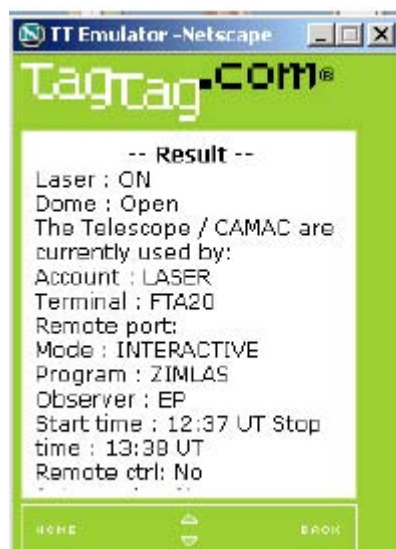 TT Emulator -Netscape
TagTag.com®
-- Result --
Laser : ON
Dome : Open
The Telescope / CAMAC are
currently used by:
Account : LASER
Terminal : FTA20
Remote port:
Mode : INTERACTIVE
Program : ZIMLAS
Observer : EP
Start time : 12:37 UT Stop
time : 13:38 UT
Remote ctrl: No
HOME BACK